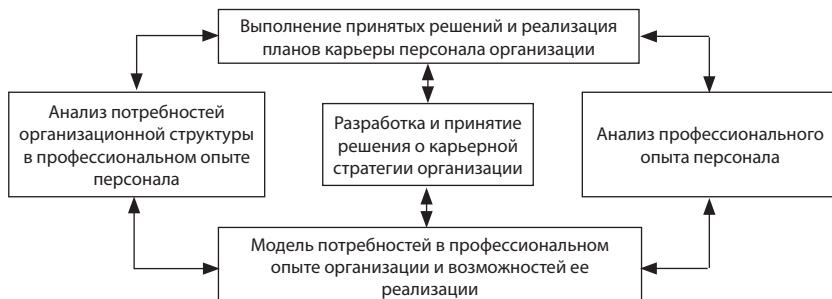 Выполнение принятых решений и реализация
планов карьеры персонала организации
Анализ потребностей
организационной структуры
в профессиональном опыте
персонала
Разработка и принятие
решения о карьерной
стратегии организации
Анализ профессионального
опыта персонала
Модель потребностей в профессиональном
опыте организации и возможностей ее
реализации